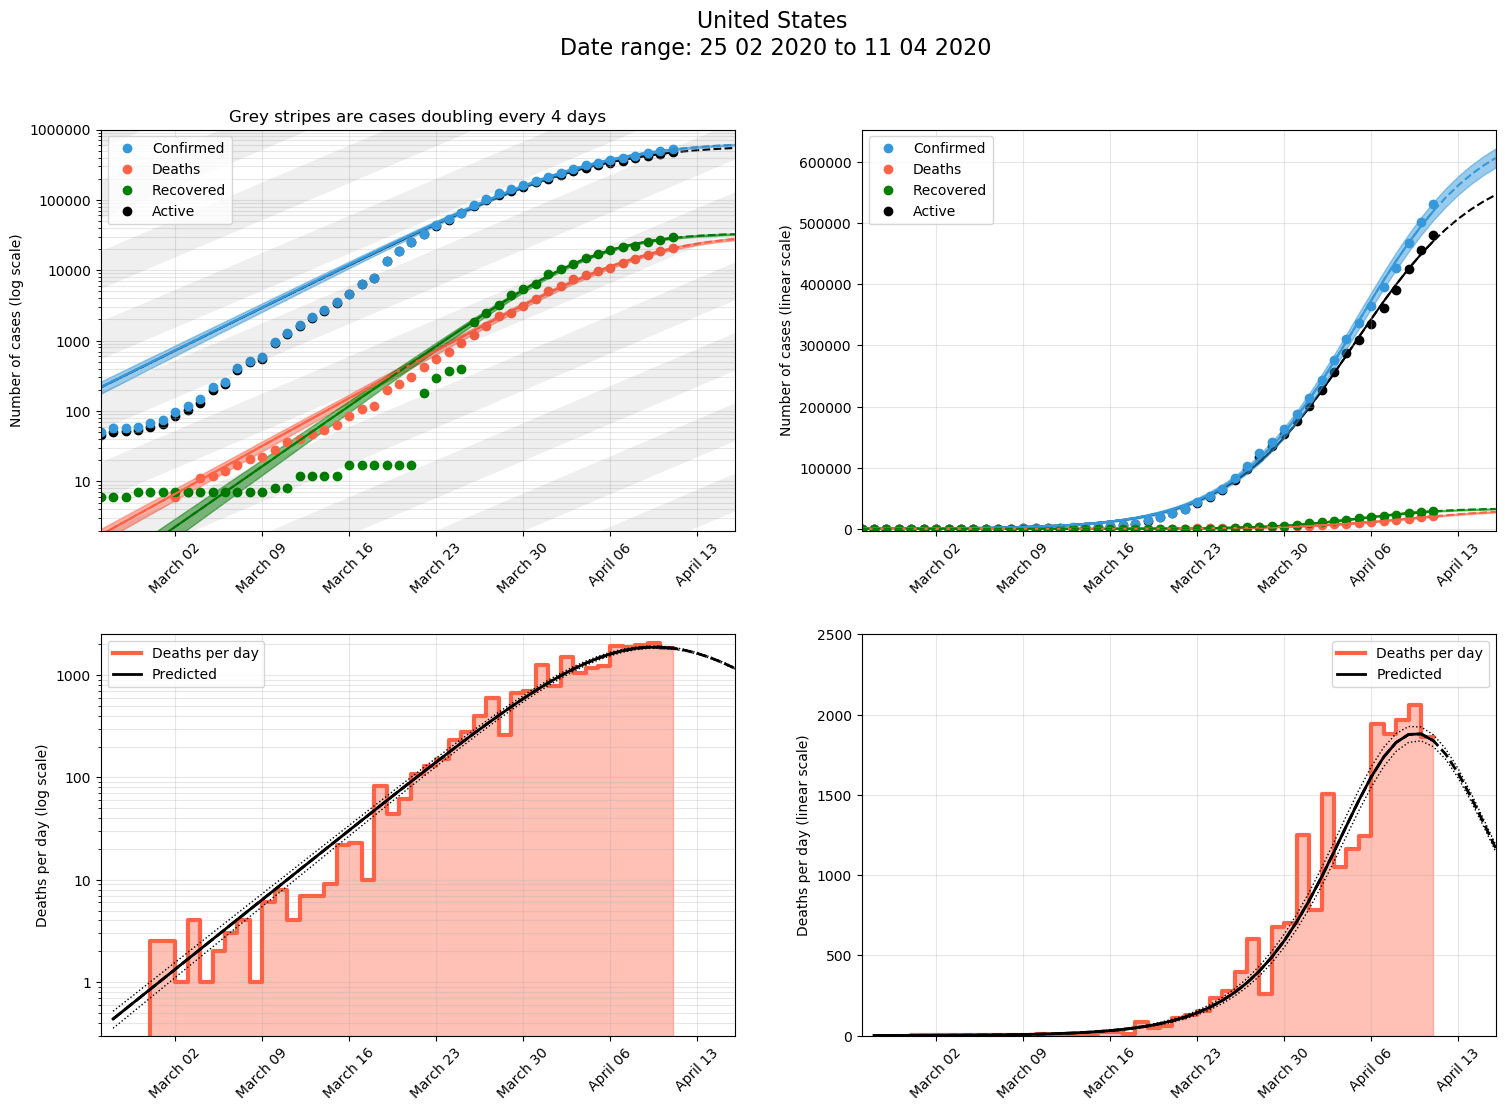 United States
Date range: 25 02 2020 to 11 04 2020
Grey stripes are cases doubling every 4 days
Number of cases (log scale)
1000000
100000
10000
1000
100
10
Confirmed
Deaths
Recovered
Active
March 02
March 09
March 16
March 23
March 30
April 06
April 13
Number of cases (linear scale)
600000
500000
400000
300000
200000
100000
0
Confirmed
Deaths
Recovered
Active
March 02
March 09
March 16
March 23
March 30
April 06
April 13
Deaths per day (log scale)
1000
100
10
1
Deaths per day
Predicted
March 02
March 09
March 16
March 23
March 30
April 06
April 13
Deaths per day (linear scale)
2500
2000
1500
1000
500
0
Deaths per day
Predicted
March 02
March 09
March 16
March 23
March 30
April 06
April 13